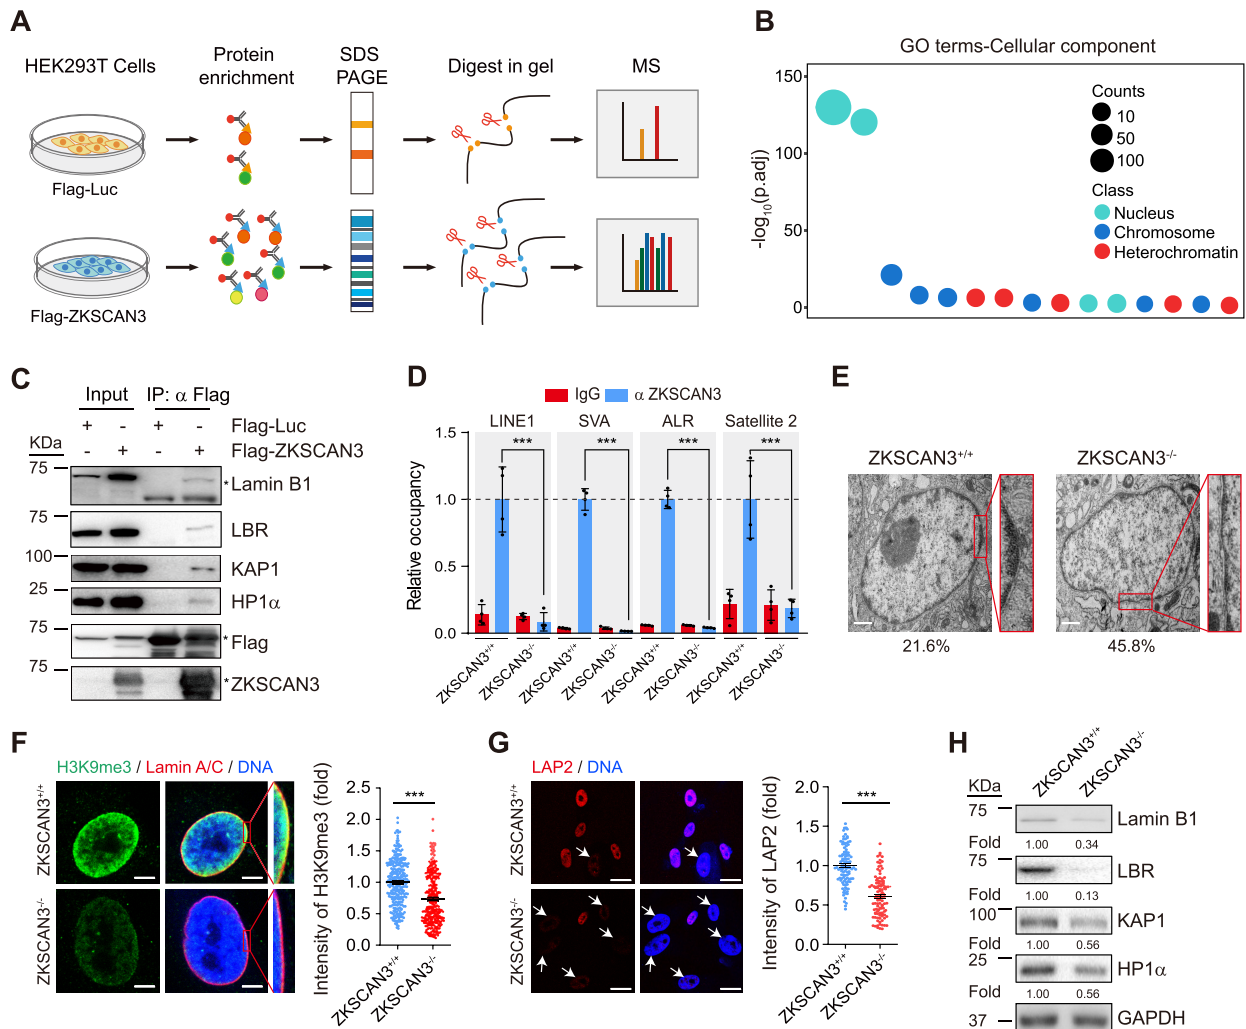 A
HEK293T Cells
Protein
enrichment
SDS
PAGE
Digest in gel
MS
Flag-Luc
Flag-ZKSCAN3
B
GO terms-Cellular component
-log10(p.adj)
150
100
50
0
Counts
10
50
100
Class
Nucleus
Chromosome
Heterochromatin
C
Input
IP: α Flag
+ - + - Flag-Luc
- + - + Flag-ZKSCAN3
KDa
75
*Lamin B1
75
LBR
100
KAP1
25
HP1α
75
*Flag
75
*ZKSCAN3
D
IgG
α ZKSCAN3
LINE1
SVA
ALR
Satellite 2
*** *** *** ***
Relative occupancy
1.5
1.0
0.5
0.0
ZKSCAN3+/+
ZKSCAN3-/-
ZKSCAN3+/+
ZKSCAN3-/-
ZKSCAN3+/+
ZKSCAN3-/-
ZKSCAN3+/+
ZKSCAN3-/-
E
ZKSCAN3+/+
ZKSCAN3-/-
21.6%
45.8%
F
H3K9me3 / Lamin A/C / DNA
ZKSCAN3+/+
ZKSCAN3-/-
Intensity of H3K9me3 (fold)
***
2.5
2.0
1.5
1.0
0.5
0.0
ZKSCAN3+/+
ZKSCAN3-/-
G
LAP2 / DNA
ZKSCAN3+/+
ZKSCAN3-/-
Intensity of LAP2 (fold)
***
2.0
1.5
1.0
0.5
0.0
ZKSCAN3+/+
ZKSCAN3-/-
H
ZKSCAN3+/+
ZKSCAN3-/-
KDa
75
Lamin B1
Fold 1.00 0.34
75
LBR
Fold 1.00 0.13
100
KAP1
Fold 1.00 0.56
25
HP1α
Fold 1.00 0.56
37
GAPDH